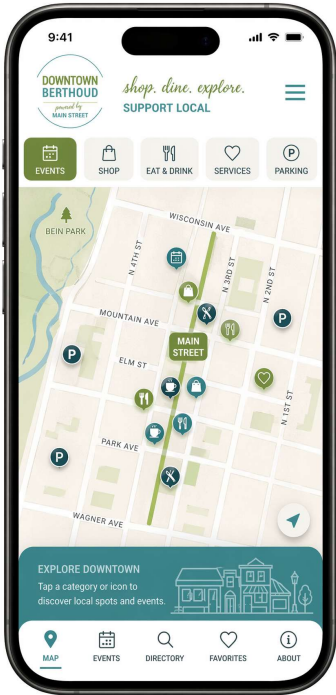 9:41
DOWNTOWN
BERTHOUD
powered by
MAIN STREET
shop. dine. explore.
SUPPORT LOCAL
EVENTS
SHOP
EAT & DRINK
SERVICES
P
PARKING
BEIN PARK
WISCONSIN AVE
N 4TH ST
N 3RD ST
N 2ND ST
MOUNTAIN AVE
P
MAIN
STREET
P
ELM ST
N 1ST ST
PARK AVE
P
WAGNER AVE
EXPLORE DOWNTOWN
Tap a category or icon to
discover local spots and events.
MAP
EVENTS
DIRECTORY
FAVORITES
ABOUT